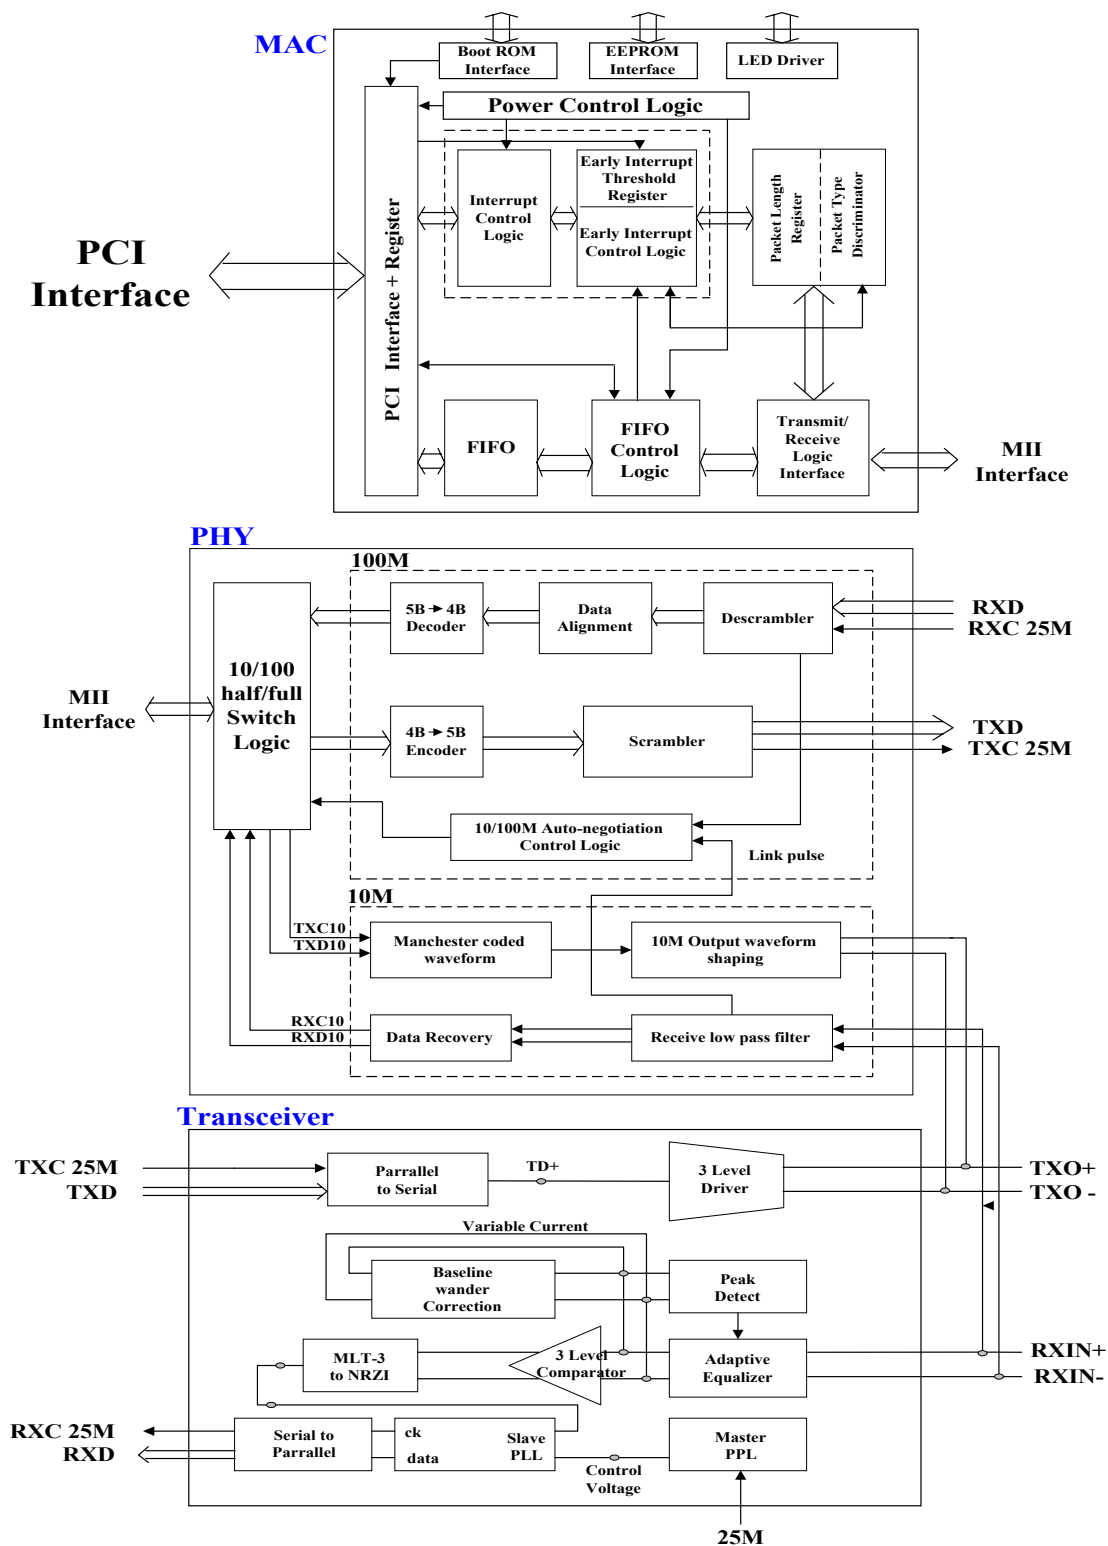 MAC
Boot ROM
Interface
EEPROM
Interface
LED Driver
Power Control Logic
PCI Interface + Register
Interrupt
Control
Logic
Early Interrupt
Threshold
Register
Early Interrupt
Control Logic
Packet Length
Register
Packet Type
Discriminator
PCI
Interface
FIFO
FIFO
Control
Logic
Transmit/
Receive
Logic
Interface
MII
Interface
PHY
100M
10/100
half/full
Switch
Logic
5B → 4B
Decoder
Data
Alignment
Descrambler
RXD
RXC 25M
MII
Interface
4B → 5B
Encoder
Scrambler
TXD
TXC 25M
10/100M Auto-negotiation
Control Logic
Link pulse
10M
TXC10
TXD10
Manchester coded
waveform
10M Output waveform
shaping
RXC10
RXD10
Data Recovery
Receive low pass filter
Transceiver
TXC 25M
TXD
Parrallel
to Serial
TD+
3 Level
Driver
TXO+
TXO -
Variable Current
Baseline
wander
Correction
Peak
Detect
MLT-3
to NRZI
3 Level
Comparator
Adaptive
Equalizer
RXIN+
RXIN-
RXC 25M
RXD
Serial to
Parrallel
ck
data
Slave
PLL
Control
Voltage
Master
PPL
25M